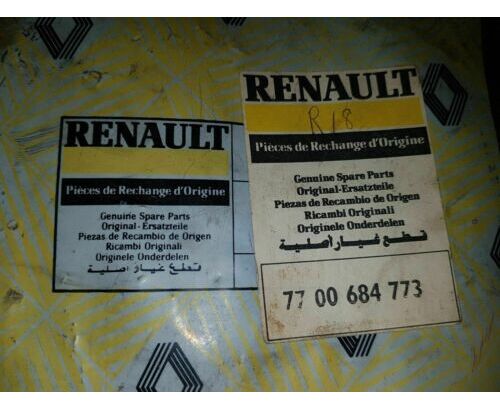 RENAULT
Pièces de Rechange d'Origine
Genuine Spare Parts
Original-Ersatzteile
Piezas de Recambio de Origen
Ricambi Originali
Originele Onderdelen
قطع غيار أصلية
RENAULT
R18
Pièces de Rechange d'Origine
Genuine Spare Parts
Original-Ersatzteile
Piezas de Recambio de Origen
Ricambi Originali
Originele Onderdelen
قطع غيار أصلية
77 00 684 773